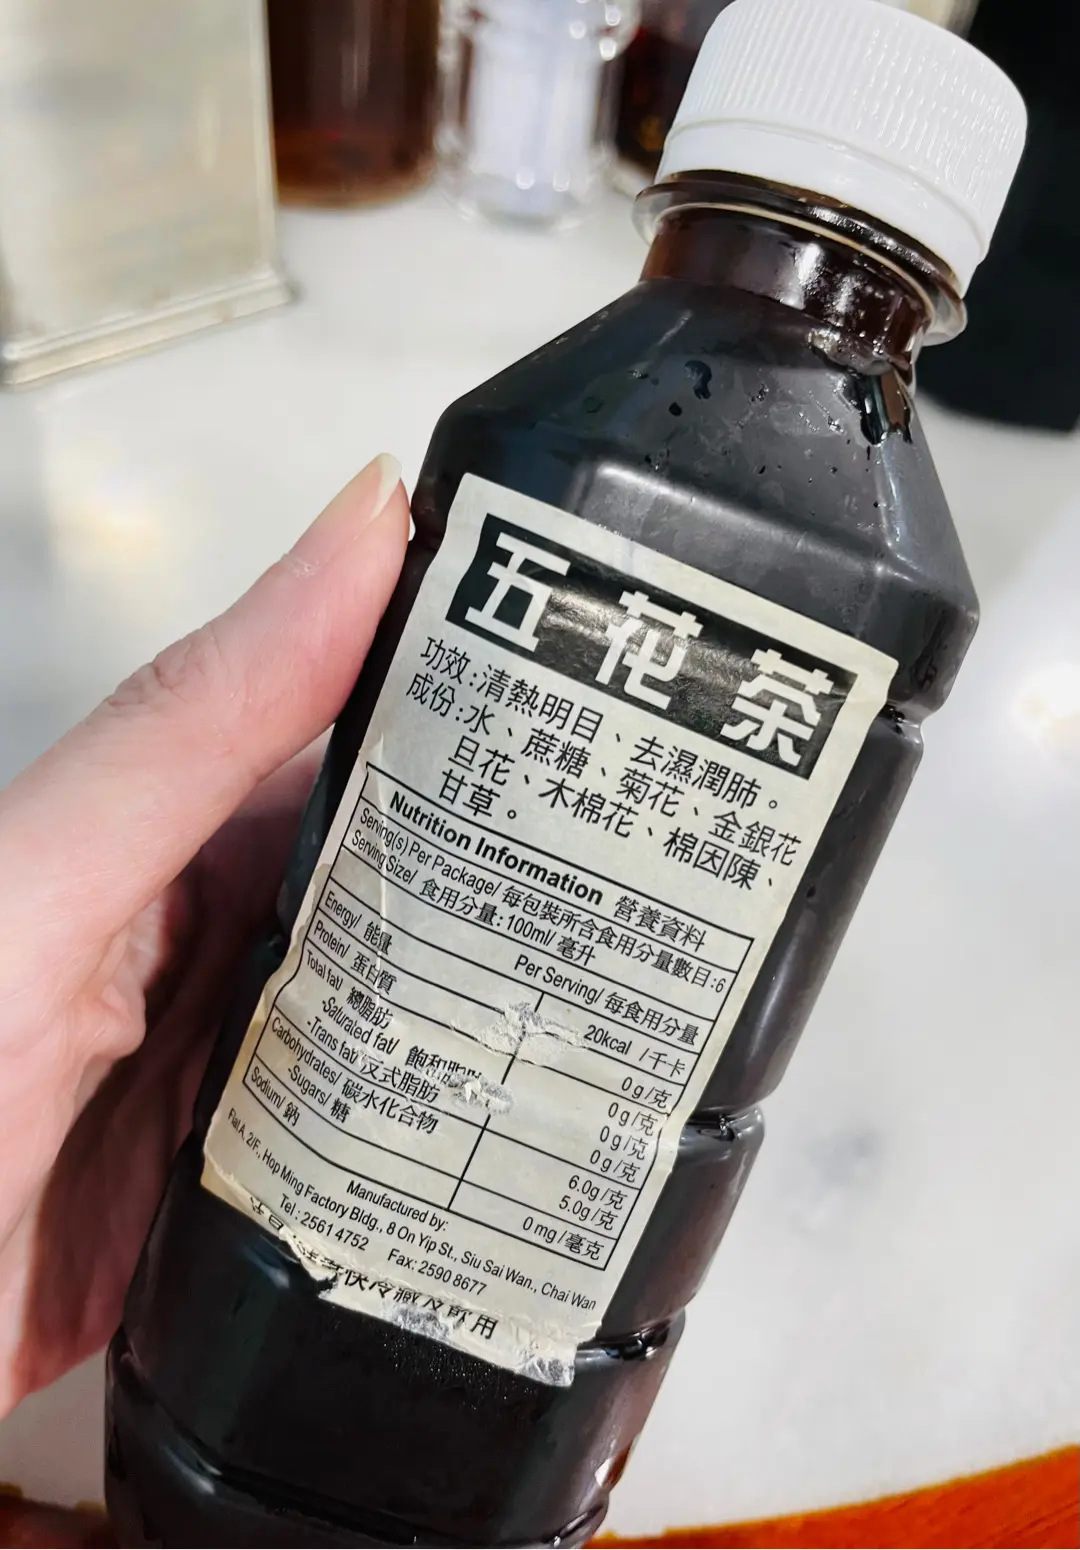 五花茶
功效:清熱明目、去濕潤肺。
成份:水、蔗糖、菊花、金銀花
旦花、木棉花、棉因陳、
甘草。
Nutrition Information 營養資料
Serving(s) Per Package/ 每包裝所含食用分量數目:6
Serving Size/ 食用分量:100ml/ 毫升
Per Serving/ 每食用分量
Energy/ 能量 20kcal /千卡
Protein/ 蛋白質 0g/克
Total fat/ 總脂肪 0g/克
-Saturated fat/ 飽和脂肪 0g/克
-Trans fat/ 反式脂肪 0g/克
Carbohydrates/ 碳水化合物 6.0g/克
-Sugars/ 糖 5.0g/克
Sodium/ 鈉 0mg/毫克
Manufactured by:
Flat A, 2/F., Hop Ming Factory Bldg., 8 On Yip St., Siu Sai Wan., Chai Wan
Tel: 2561 4752 Fax: 2590 8677
快冷藏及飲用